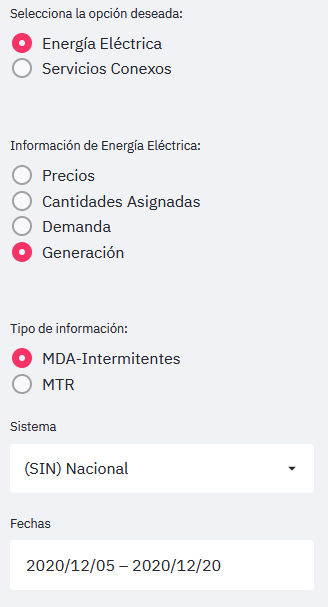 Selecciona la opción deseada:
Energía Eléctrica
Servicios Conexos
Información de Energía Eléctrica:
Precios
Cantidades Asignadas
Demanda
Generación
Tipo de información:
MDA-Intermitentes
MTR
Sistema
(SIN) Nacional
Fechas
2020/12/05 – 2020/12/20